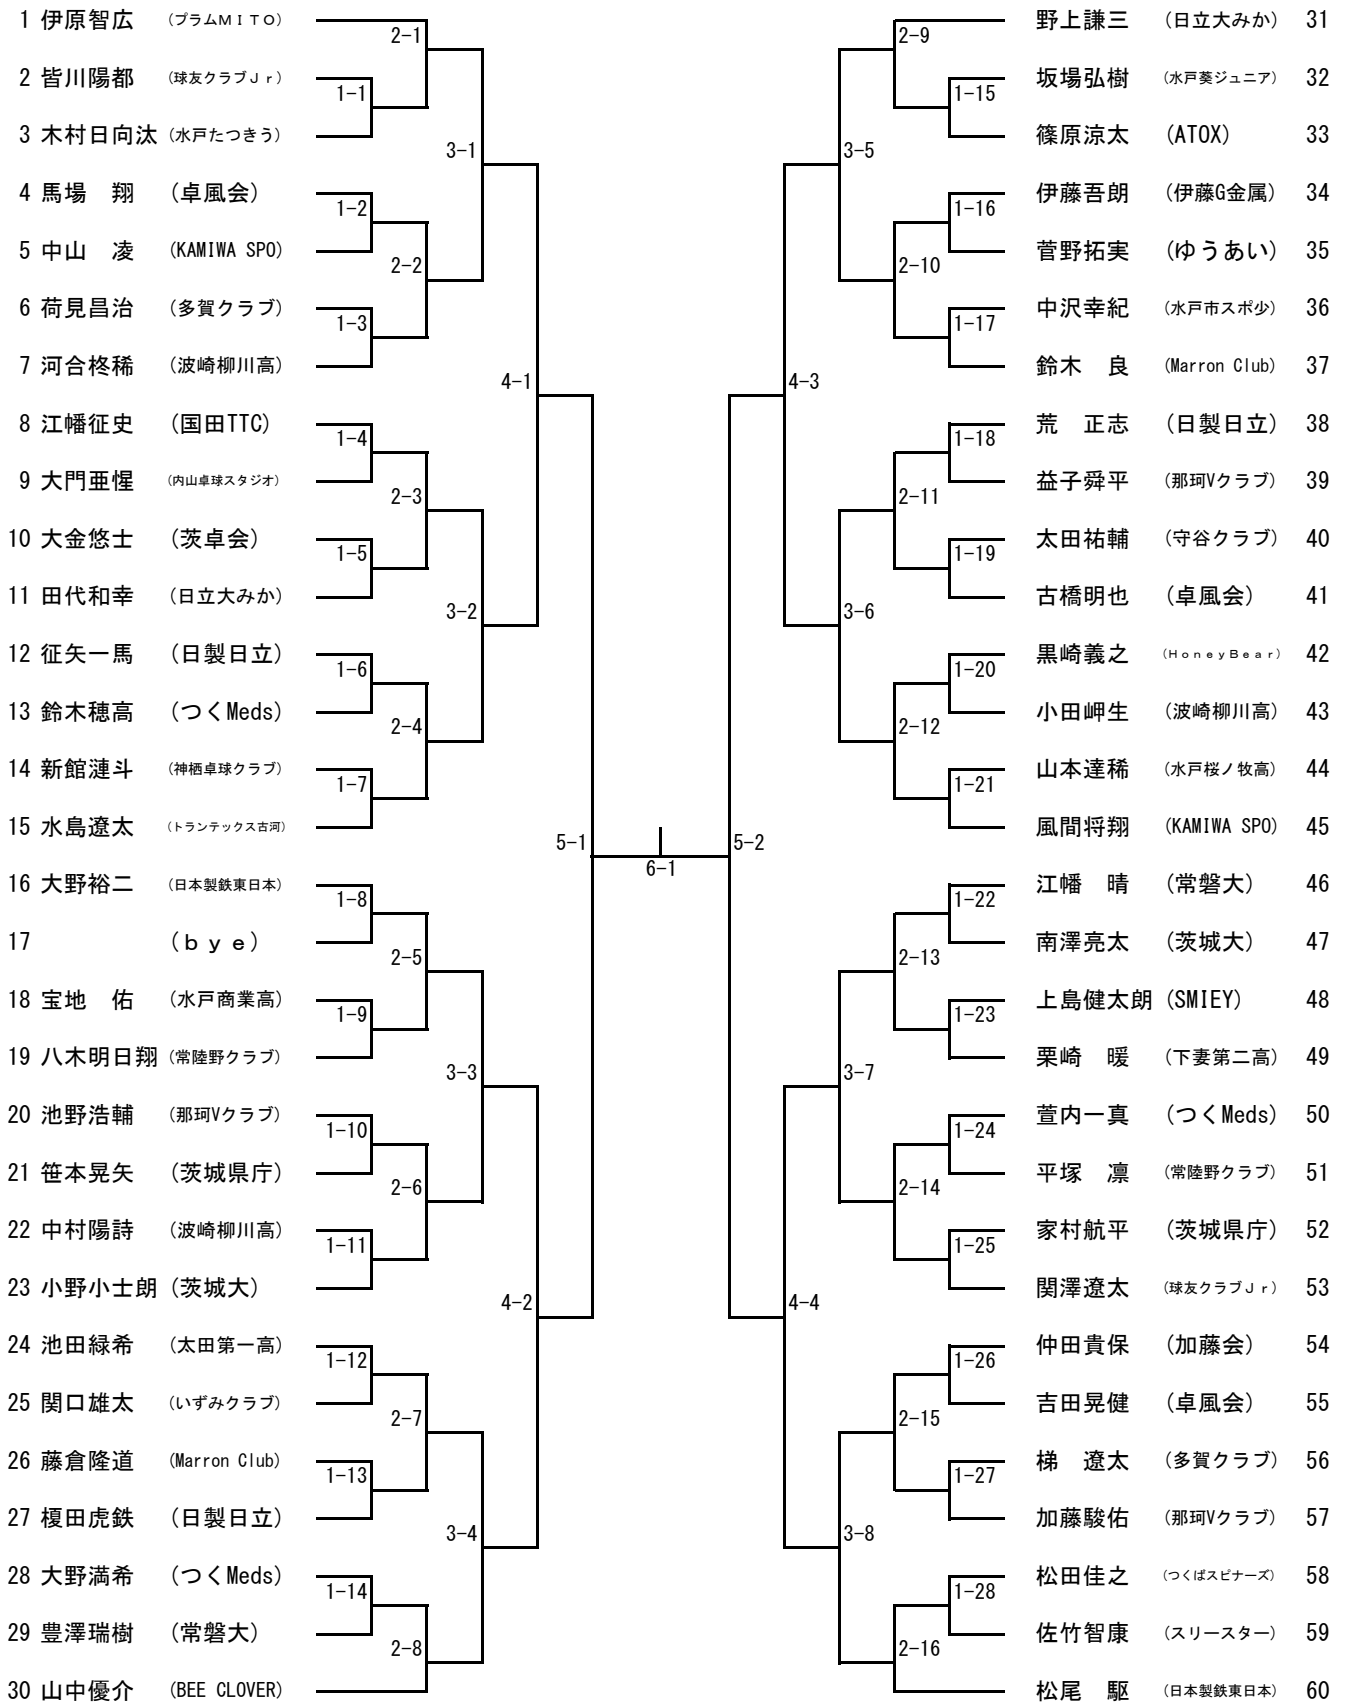 1 伊原智広 (プラムＭＩＴＯ)
2 皆川陽都 (球友クラブＪｒ)
3 木村日向汰 (水戸たつきう)
4 馬場　翔 (卓風会)
5 中山　凌 (KAMIWA SPO)
6 荷見昌治 (多賀クラブ)
7 河合柊稀 (波崎柳川高)
8 江幡征史 (国田TTC)
9 大門亜惺 (内山卓球スタジオ)
10 大金悠士 (茨卓会)
11 田代和幸 (日立大みか)
12 征矢一馬 (日製日立)
13 鈴木穂高 (つくMeds)
14 新館漣斗 (神栖卓球クラブ)
15 水島遼太 (トランテックス古河)
16 大野裕二 (日本製鉄東日本)
17 (ｂｙｅ)
18 宝地　佑 (水戸商業高)
19 八木明日翔 (常陸野クラブ)
20 池野浩輔 (那珂Vクラブ)
21 笹本晃矢 (茨城県庁)
22 中村陽詩 (波崎柳川高)
23 小野小士朗 (茨城大)
24 池田緑希 (太田第一高)
25 関口雄太 (いずみクラブ)
26 藤倉隆道 (Marron Club)
27 榎田虎鉄 (日製日立)
28 大野満希 (つくMeds)
29 豊澤瑞樹 (常磐大)
30 山中優介 (BEE CLOVER)
1-1
1-2
1-3
1-4
1-5
1-6
1-7
1-8
1-9
1-10
1-11
1-12
1-13
1-14
2-1
2-2
2-3
2-4
2-5
2-6
2-7
2-8
3-1
3-2
3-3
3-4
4-1
4-2
5-1
6-1
5-2
4-3
4-4
3-5
3-6
3-7
3-8
2-9
2-10
2-11
2-12
2-13
2-14
2-15
2-16
1-15
1-16
1-17
1-18
1-19
1-20
1-21
1-22
1-23
1-24
1-25
1-26
1-27
1-28
野上謙三 (日立大みか) 31
坂場弘樹 (水戸葵ジュニア) 32
篠原涼太 (ATOX) 33
伊藤吾朗 (伊藤G金属) 34
菅野拓実 (ゆうあい) 35
中沢幸紀 (水戸市スポ少) 36
鈴木　良 (Marron Club) 37
荒　正志 (日製日立) 38
益子舜平 (那珂Vクラブ) 39
太田祐輔 (守谷クラブ) 40
古橋明也 (卓風会) 41
黒崎義之 (ＨｏｎｅｙＢｅａｒ) 42
小田岬生 (波崎柳川高) 43
山本達稀 (水戸桜ノ牧高) 44
風間将翔 (KAMIWA SPO) 45
江幡　晴 (常磐大) 46
南澤亮太 (茨城大) 47
上島健太朗 (SMIEY) 48
栗崎　暖 (下妻第二高) 49
萱内一真 (つくMeds) 50
平塚　凛 (常陸野クラブ) 51
家村航平 (茨城県庁) 52
関澤遼太 (球友クラブＪｒ) 53
仲田貴保 (加藤会) 54
吉田晃健 (卓風会) 55
梯　遼太 (多賀クラブ) 56
加藤駿佑 (那珂Vクラブ) 57
松田佳之 (つくばスピナーズ) 58
佐竹智康 (スリースター) 59
松尾　駆 (日本製鉄東日本) 60